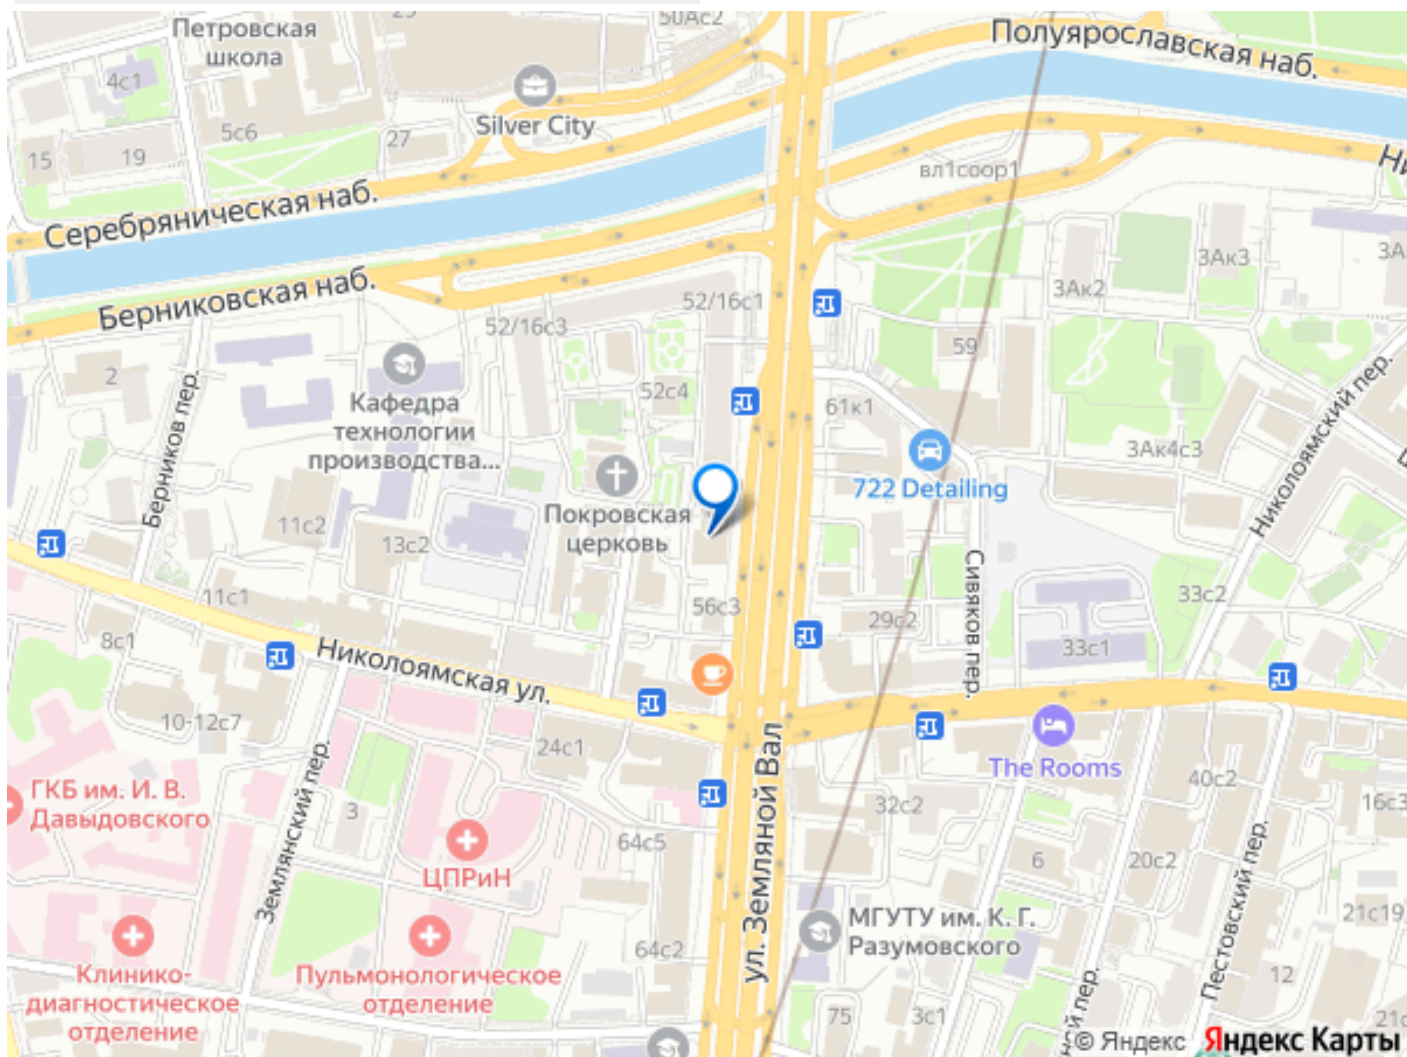 50Ас2
Петровская
школа
25
Полуярославская наб.
4с1
Silver City
5с6
27
15
19
вл1соор1
Серебряническая наб.
3Ак3
3Ак2
Берниковская наб.
52/16с1
52/16с3
59
2
52с4
61к1
Кафедра
технологии
производства...
Берников пер.
3Ак4с3
Николоямский пер.
722 Detailing
Покровская
церковь
11с2
13с2
Сивяков пер.
11с1
56с3
29с2
33с2
8с1
33с1
Николоямская ул.
10-12с7
24с1
ул. Земляной Вал
The Rooms
40с2
ГКБ им. И. В.
Давыдовского
Землянский пер.
3
32с2
16с3
64с5
6
20с2
ЦПРиН
Пестовский пер.
МГУТУ им. К. Г.
Разумовского
21с19
64с2
Клинико-
диагностическое
отделение
Пульмонологическое
отделение
12
75
3с1
© Яндекс Яндекс Карты